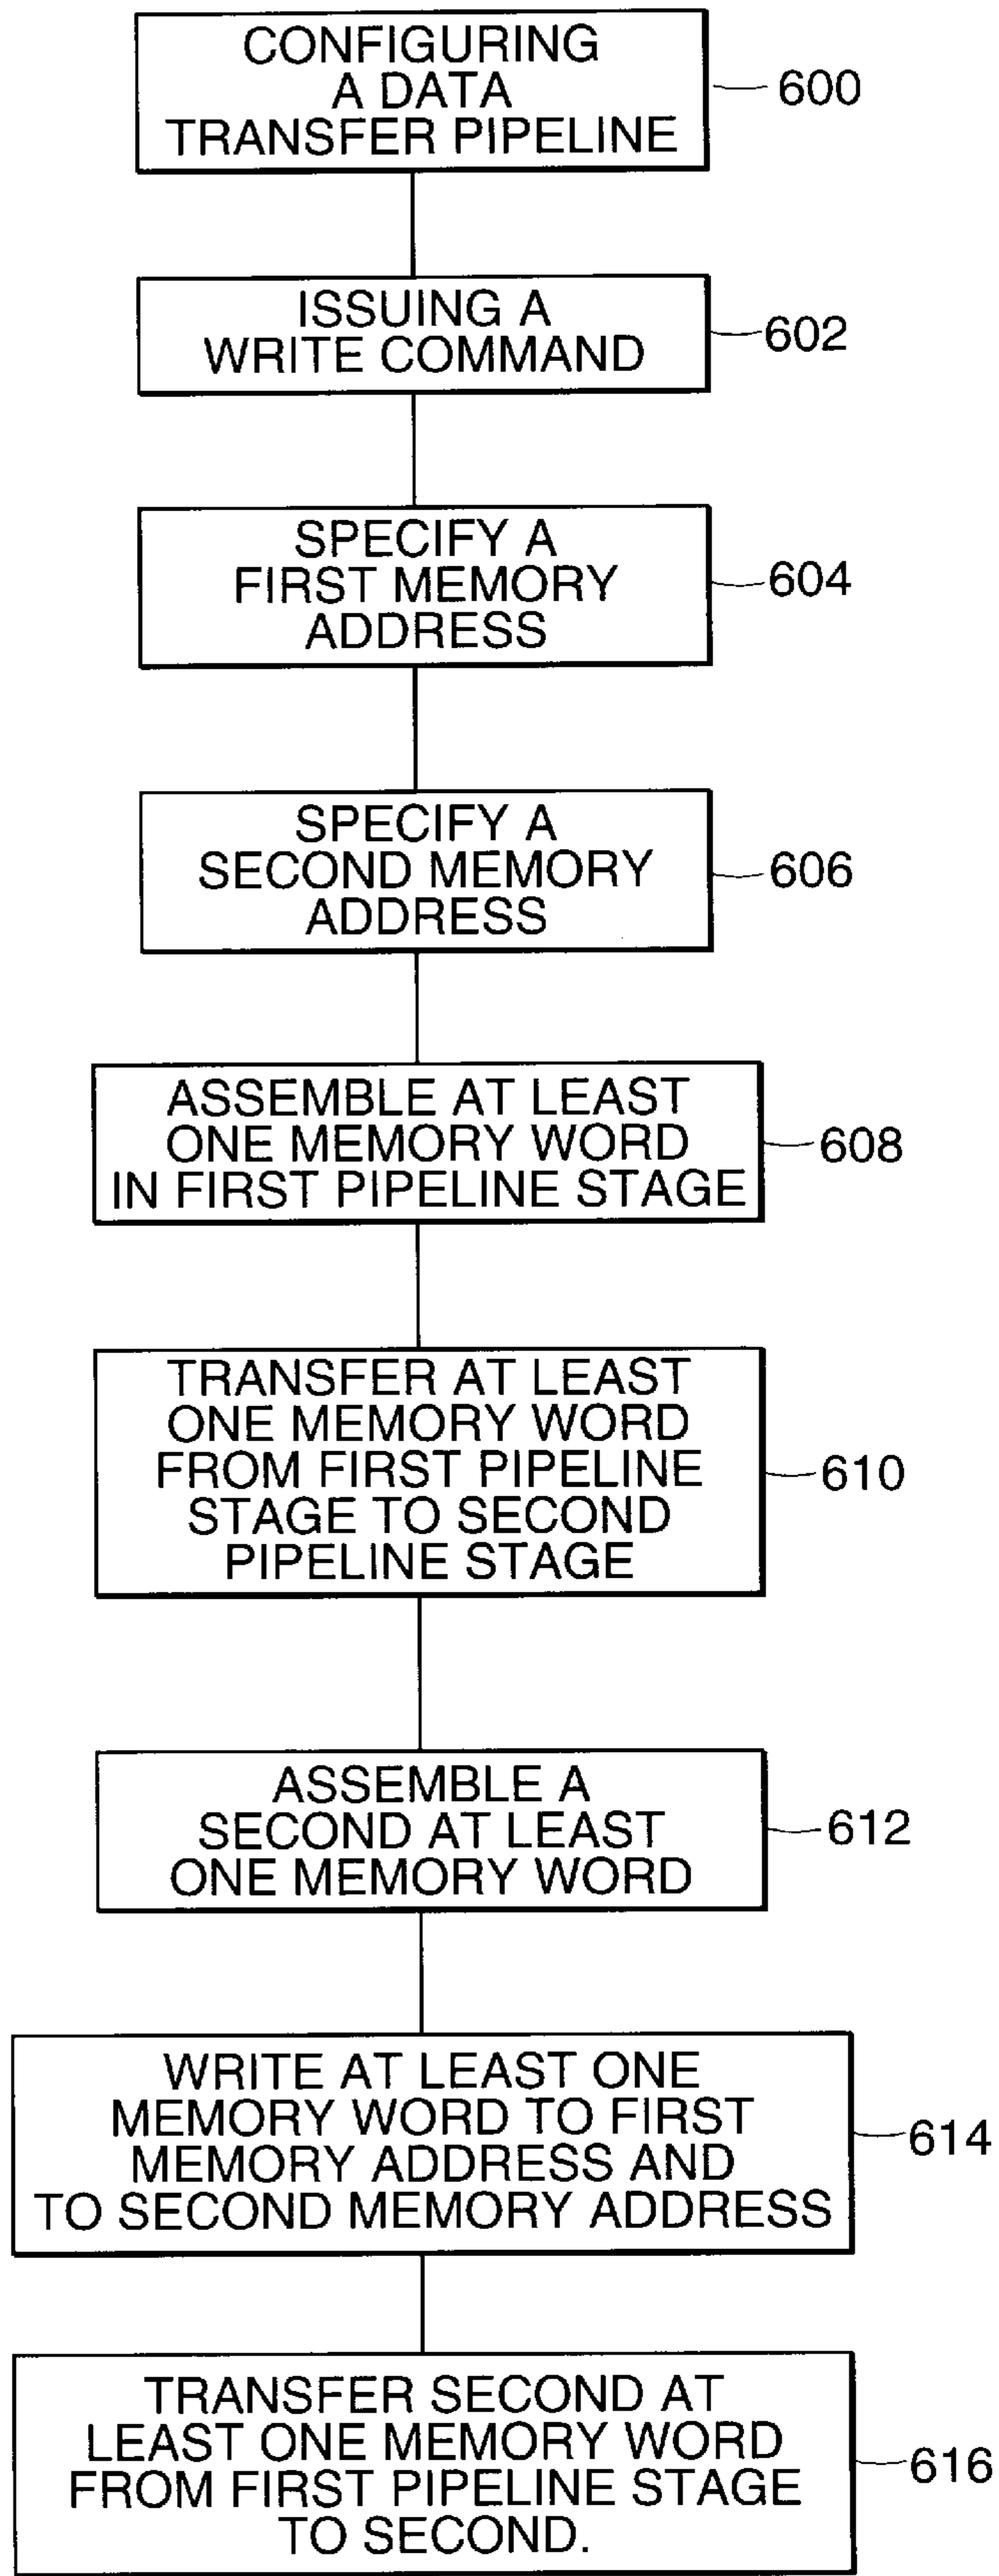 CONFIGURING
A DATA
TRANSFER PIPELINE
600
ISSUING A
WRITE COMMAND
602
SPECIFY A
FIRST MEMORY
ADDRESS
604
SPECIFY A
SECOND MEMORY
ADDRESS
606
ASSEMBLE AT LEAST
ONE MEMORY WORD
IN FIRST PIPELINE STAGE
608
TRANSFER AT LEAST
ONE MEMORY WORD
FROM FIRST PIPELINE
STAGE TO SECOND
PIPELINE STAGE
610
ASSEMBLE A
SECOND AT LEAST
ONE MEMORY WORD
612
WRITE AT LEAST ONE
MEMORY WORD TO FIRST
MEMORY ADDRESS AND
TO SECOND MEMORY ADDRESS
614
TRANSFER SECOND AT
LEAST ONE MEMORY WORD
FROM FIRST PIPELINE STAGE
TO SECOND.
616